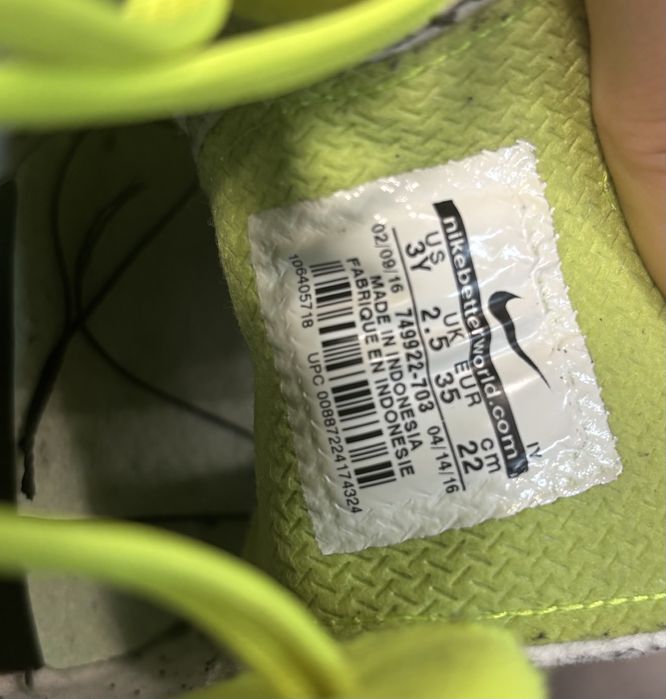 nikebetterworld.com
US UK EUR cm
3Y 2.5 35 22
02/09/16 749922-703 04/14/16
MADE IN INDONESIA
FABRIQUE EN INDONESIE
106405718 UPC 00887224174324